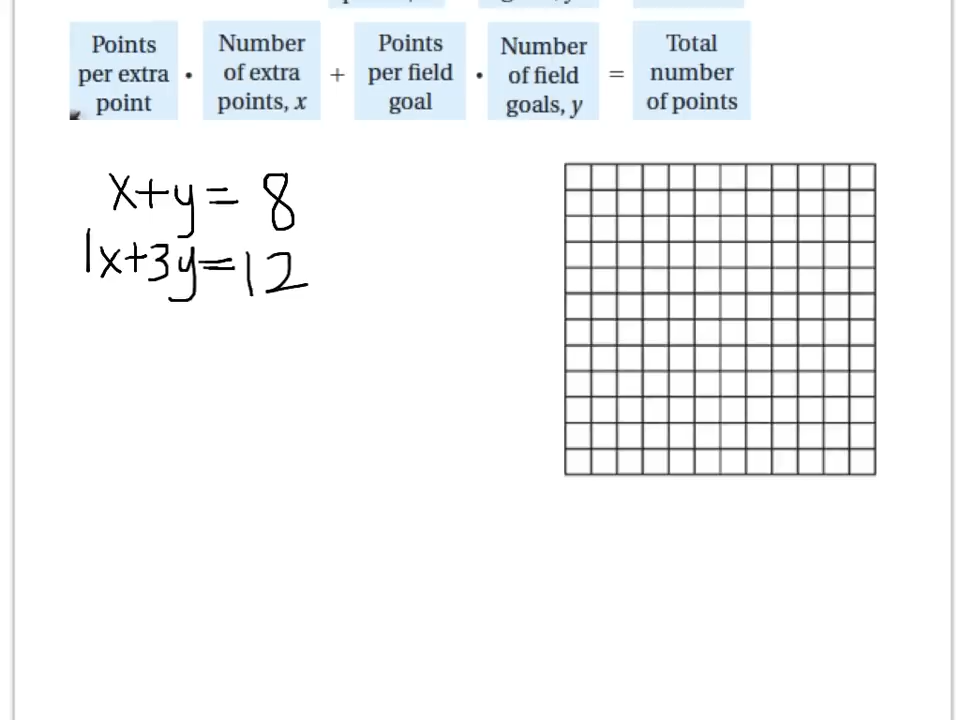 Points per extra point • Number of extra points, x + Points per field goal • Number of field goals, y = Total number of points
x+y= 8
1x+3y=12